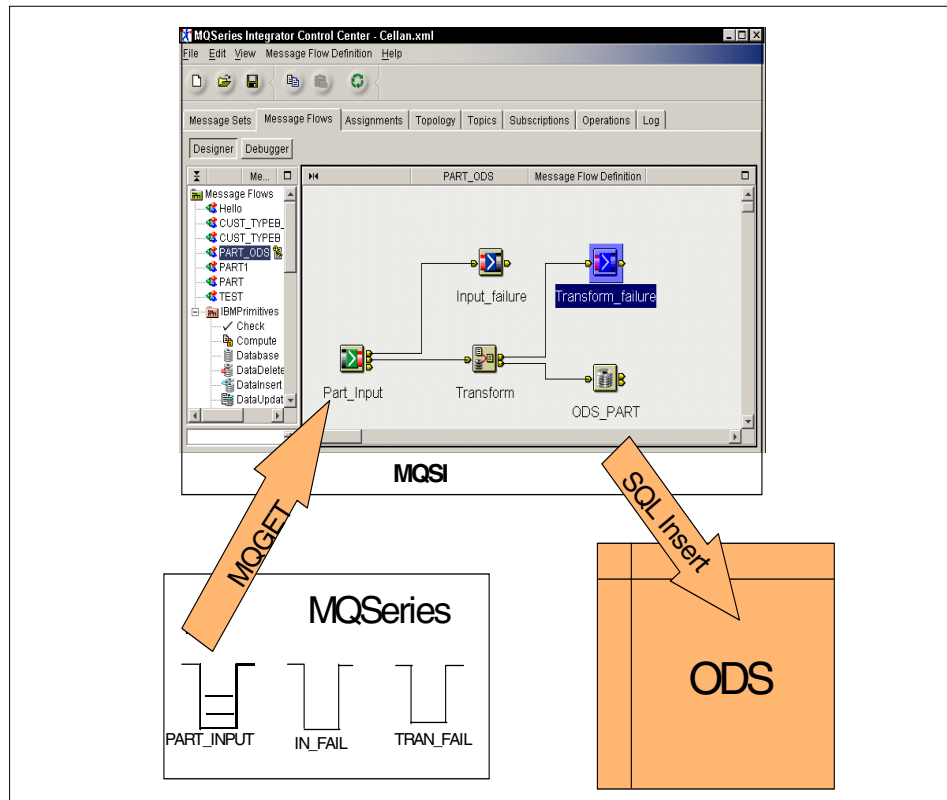 MQSeries Integrator Control Center - Cellan.xml
File Edit View Message Flow Definition Help
Message Sets Message Flows Assignments Topology Topics Subscriptions Operations Log
Designer Debugger
Me... PART_ODS Message Flow Definition
Message Flows
Hello
CUST_TYPEB_
CUST_TYPEB
PART_ODS
PART1
PART
TEST
IBMPrimitives
Check
Compute
Database
DataDelete
DataInsert
DataUpdat
Input_failure
Transform_failure
Part_Input
Transform
ODS_PART
MQSI
MQGET
SQL Insert
MQSeries
PART_INPUT
IN_FAIL
TRAN_FAIL
ODS